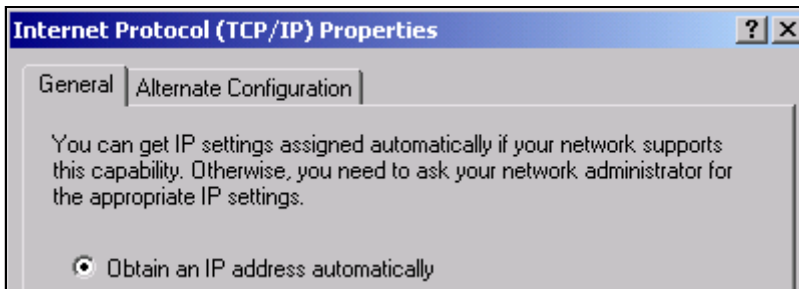 Internet Protocol (TCP/IP) Properties
General
Alternate Configuration
You can get IP settings assigned automatically if your network supports
this capability. Otherwise, you need to ask your network administrator for
the appropriate IP settings.
Obtain an IP address automatically